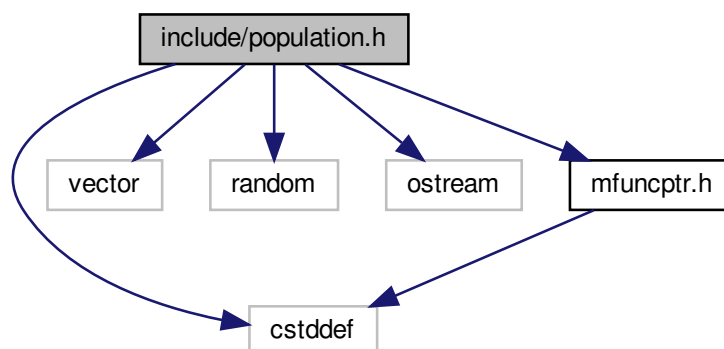 include/population.h
vector
random
ostream
mfuncptr.h
cstddef